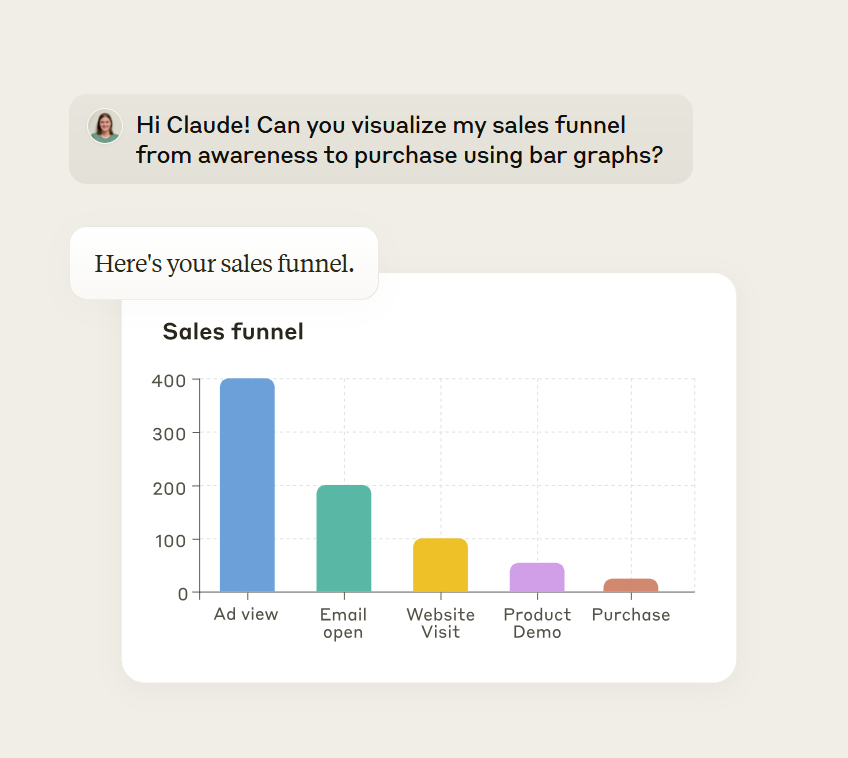 Hi Claude! Can you visualize my sales funnel
from awareness to purchase using bar graphs?
Here's your sales funnel.
Sales funnel
400
300
200
100
0
Ad view
Email
open
Website
Visit
Product
Demo
Purchase